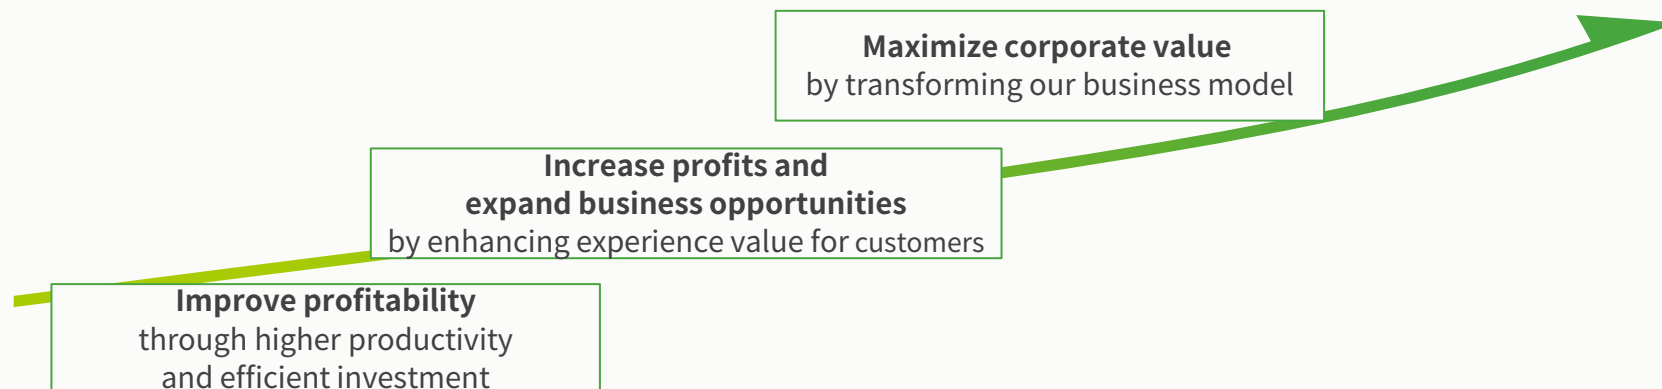 Maximize corporate value
by transforming our business model
Increase profits and
expand business opportunities
by enhancing experience value for customers
Improve profitability
through higher productivity
and efficient investment